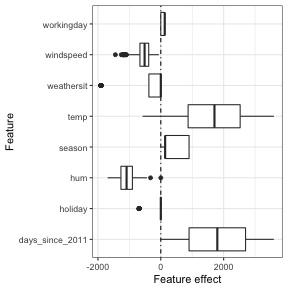 Feature
workingday
windspeed
weathersit
temp
season
hum
holiday
days_since_2011
-2000 0 2000
Feature effect